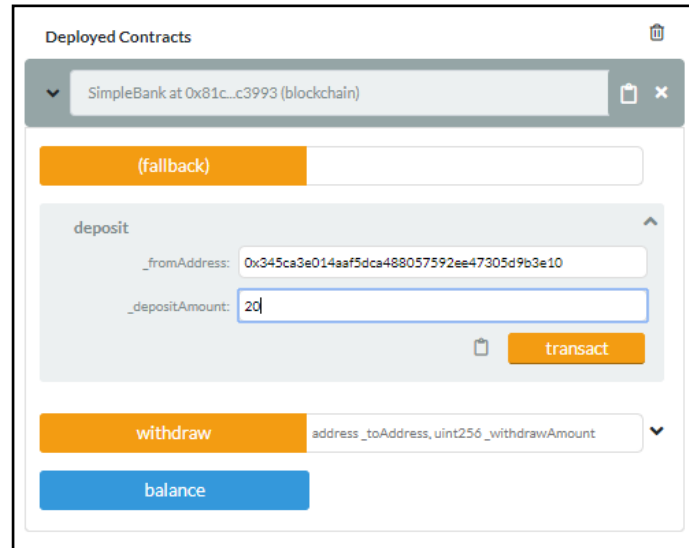 Deployed Contracts
SimpleBank at 0x81c...c3993 (blockchain)
(fallback)
deposit
_fromAddress: 0x345ca3e014aaf5dca488057592ee47305d9b3e10
_depositAmount: 20
transact
withdraw address _toAddress, uint256 _withdrawAmount
balance